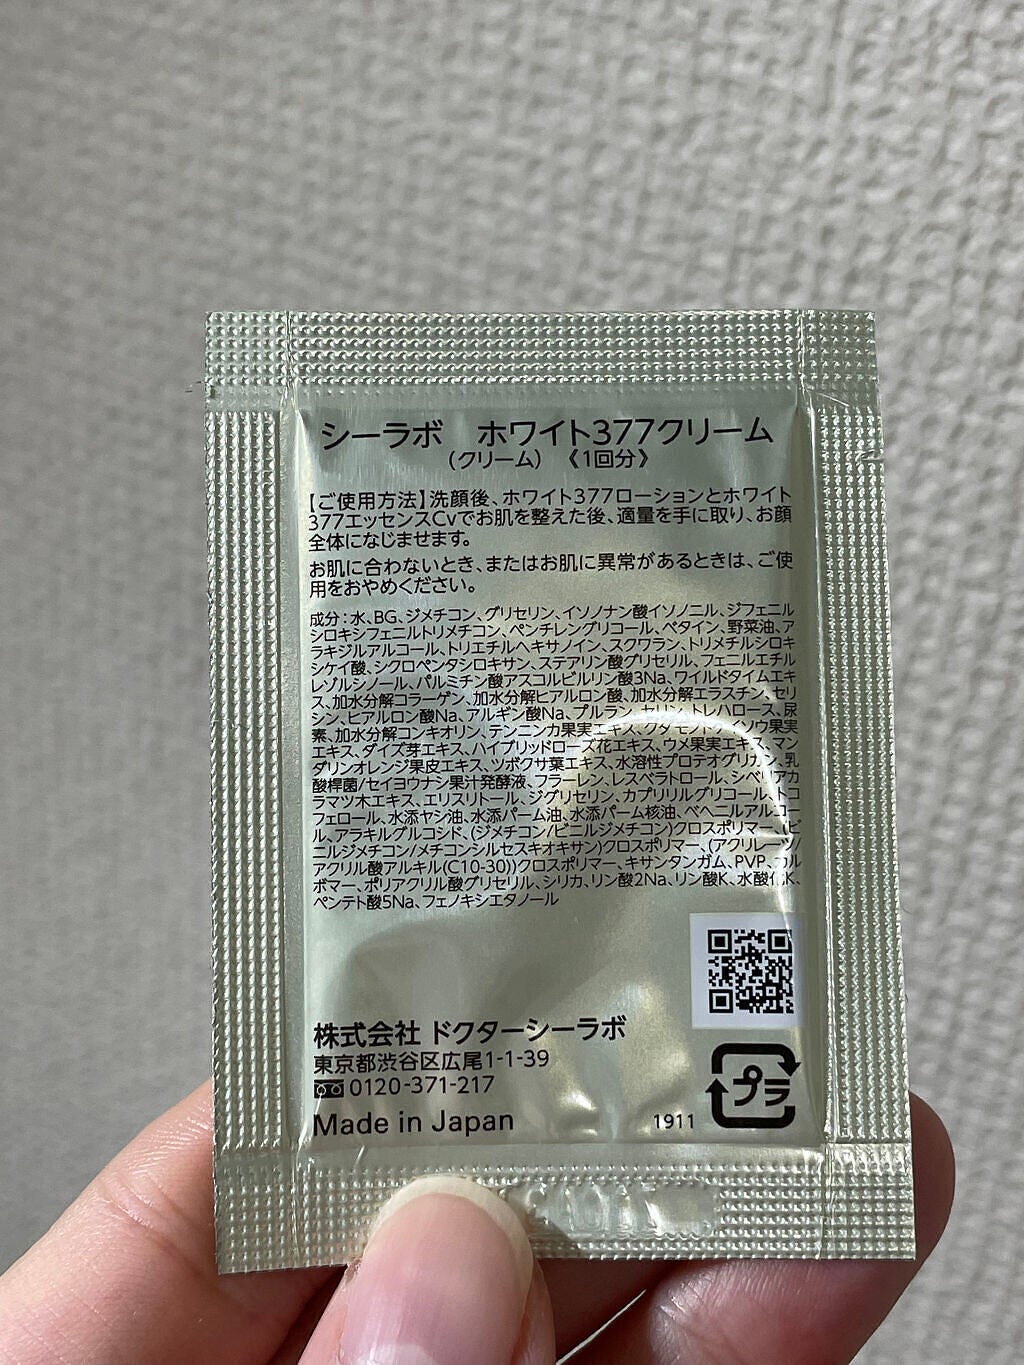 シーラボ ホワイト377クリーム
(クリーム) 《1回分》
【ご使用方法】洗顔後、ホワイト377ローションとホワイト
377エッセンスCvでお肌を整えた後、適量を手に取り、お顔
全体になじませます。
お肌に合わないとき、またはお肌に異常があるときは、ご使
用をおやめください。
成分：水、BG、ジメチコン、グリセリン、イソノナン酸イソノニル、ジフェニル
シロキシフェニルトリメチコン、ペンチレングリコール、ベタイン、野菜油、ア
ラキジルアルコール、トリエチルヘキサノイン、スクワラン、トリメチルシロキ
シケイ酸、シクロペンタシロキサン、ステアリン酸グリセリル、フェニルエチル
レゾルシノール、パルミチン酸アスコルビルリン酸3Na、ワイルドタイムエキ
ス、加水分解コラーゲン、加水分解ヒアルロン酸、加水分解エラスチン、セリ
シン、ヒアルロン酸Na、アルギン酸Na、プルラン、セリン、トレハロース、尿
素、加水分解コンキオリン、テンニンカ果実エキス、クダモノトケイソウ果実
エキス、ダイズ芽エキス、ハイブリッドローズ花エキス、ウメ果実エキス、マン
ダリンオレンジ果皮エキス、ツボクサ葉エキス、水溶性プロテオグリカン、乳
酸桿菌/セイヨウナシ果汁発酵液、フラーレン、レスベラトロール、シベリアカ
ラマツ木エキス、エリスリトール、ジグリセリン、カプリリルグリコール、トコ
フェロール、水添ヤシ油、水添パーム油、水添パーム核油、ベヘニルアルコー
ル、アラキルグルコシド、(ジメチコン/ビニルジメチコン)クロスポリマー、(ビ
ニルジメチコン/メチコンシルセスキオキサン)クロスポリマー、(アクリレーツ/
アクリル酸アルキル(C10-30))クロスポリマー、キサンタンガム、PVP、カル
ボマー、ポリアクリル酸グリセリル、シリカ、リン酸2Na、リン酸K、水酸化K、
ペンテト酸5Na、フェノキシエタノール
株式会社 ドクターシーラボ
東京都渋谷区広尾1-1-39
0120-371-217
Made in Japan 1911
プラ